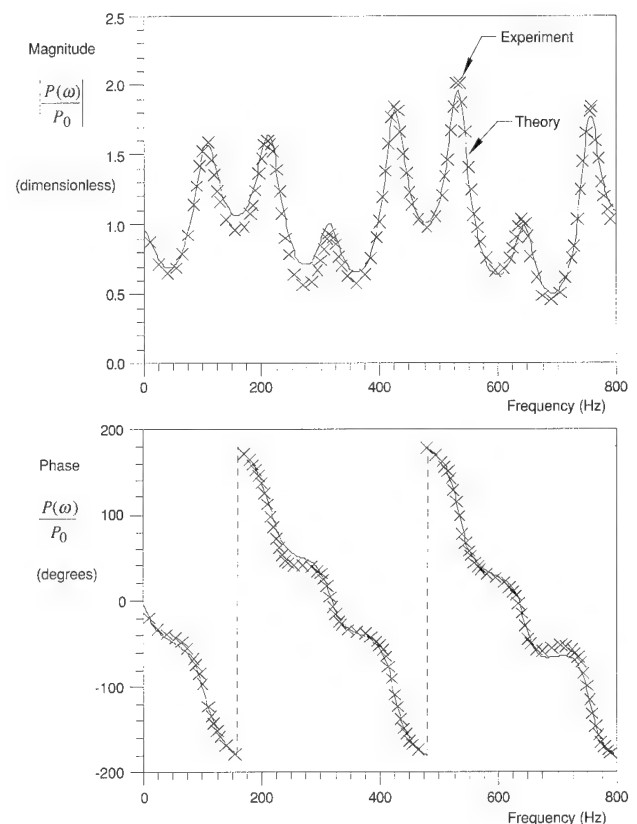 2.5
Magnitude
Experiment
2.0
P(ω)
P0
Theory
1.5
(dimensionless)
1.0
0.5
0.0
0
200
400
600
800
Frequency (Hz)
200
Phase
100
P(ω)
P0
(degrees)
0
-100
-200
0
200
400
600
800
Frequency (Hz)